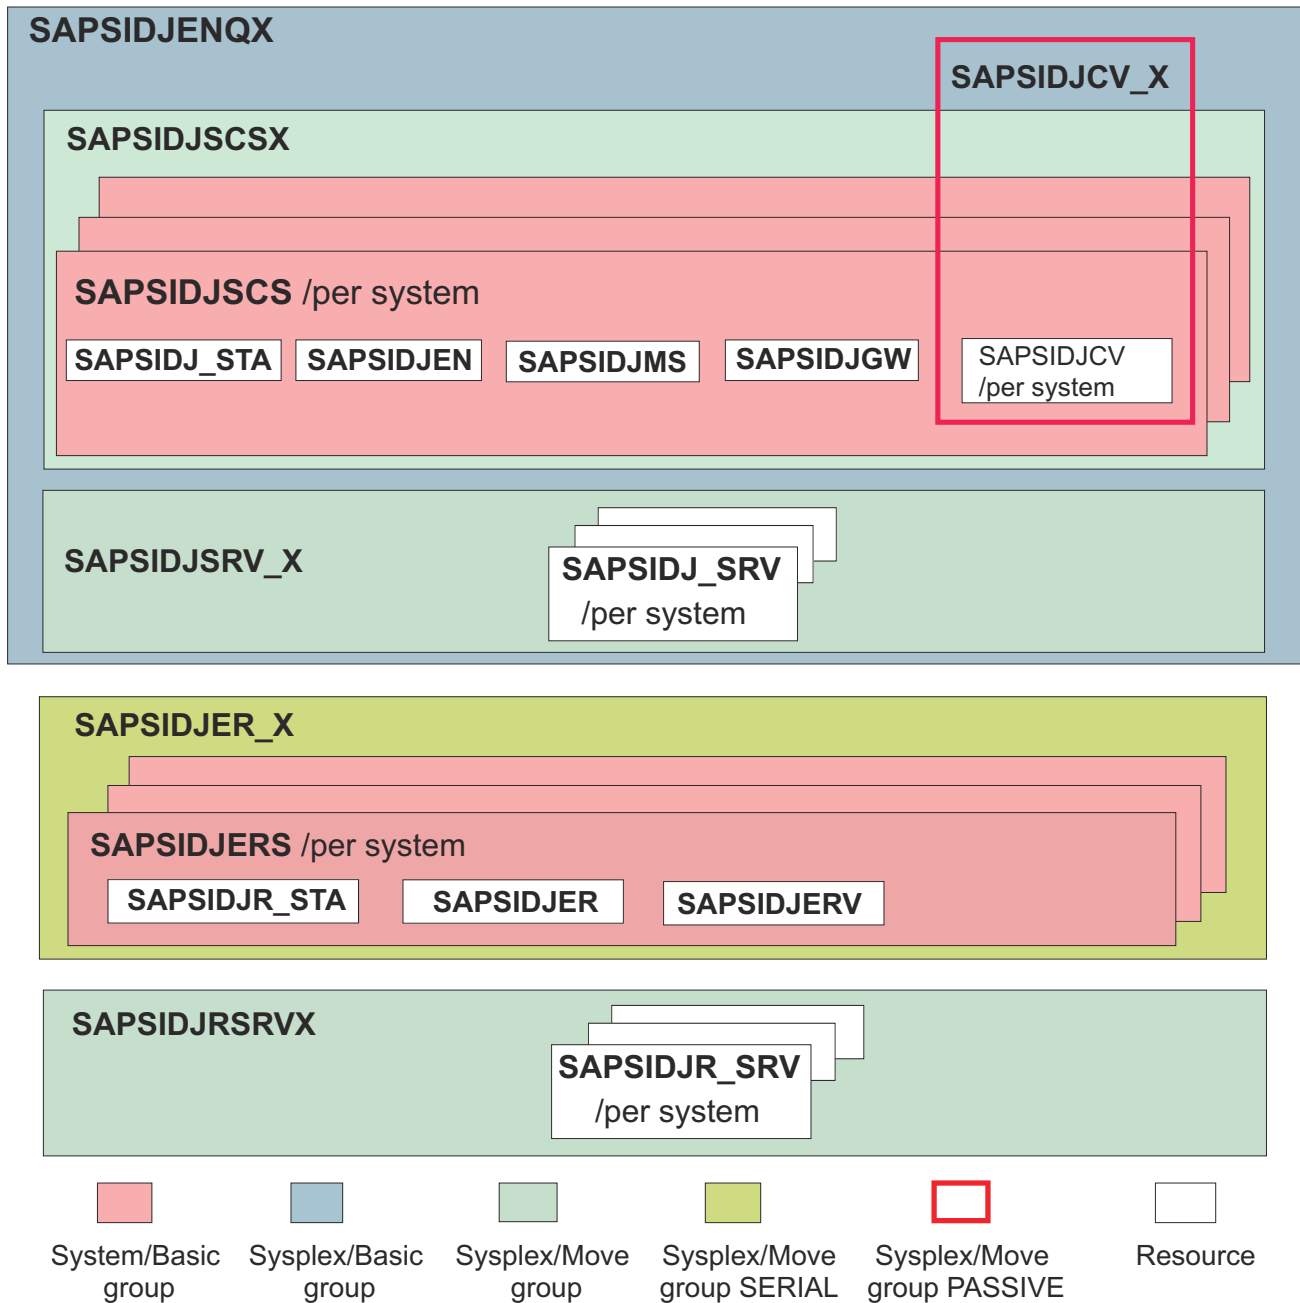 SAPSIDJENQX
SAPSIDJCV_X
SAPSIDJSCSX
SAPSIDJSCS /per system
SAPSIDJ_STA
SAPSIDJEN
SAPSIDJMS
SAPSIDJGW
SAPSIDJCV
/per system
SAPSIDJSRV_X
SAPSIDJ_SRV
/per system
SAPSIDJER_X
SAPSIDJERS /per system
SAPSIDJR_STA
SAPSIDJER
SAPSIDJERV
SAPSIDJRSRVX
SAPSIDJR_SRV
/per system
System/Basic
group
Sysplex/Basic
group
Sysplex/Move
group
Sysplex/Move
group SERIAL
Sysplex/Move
group PASSIVE
Resource